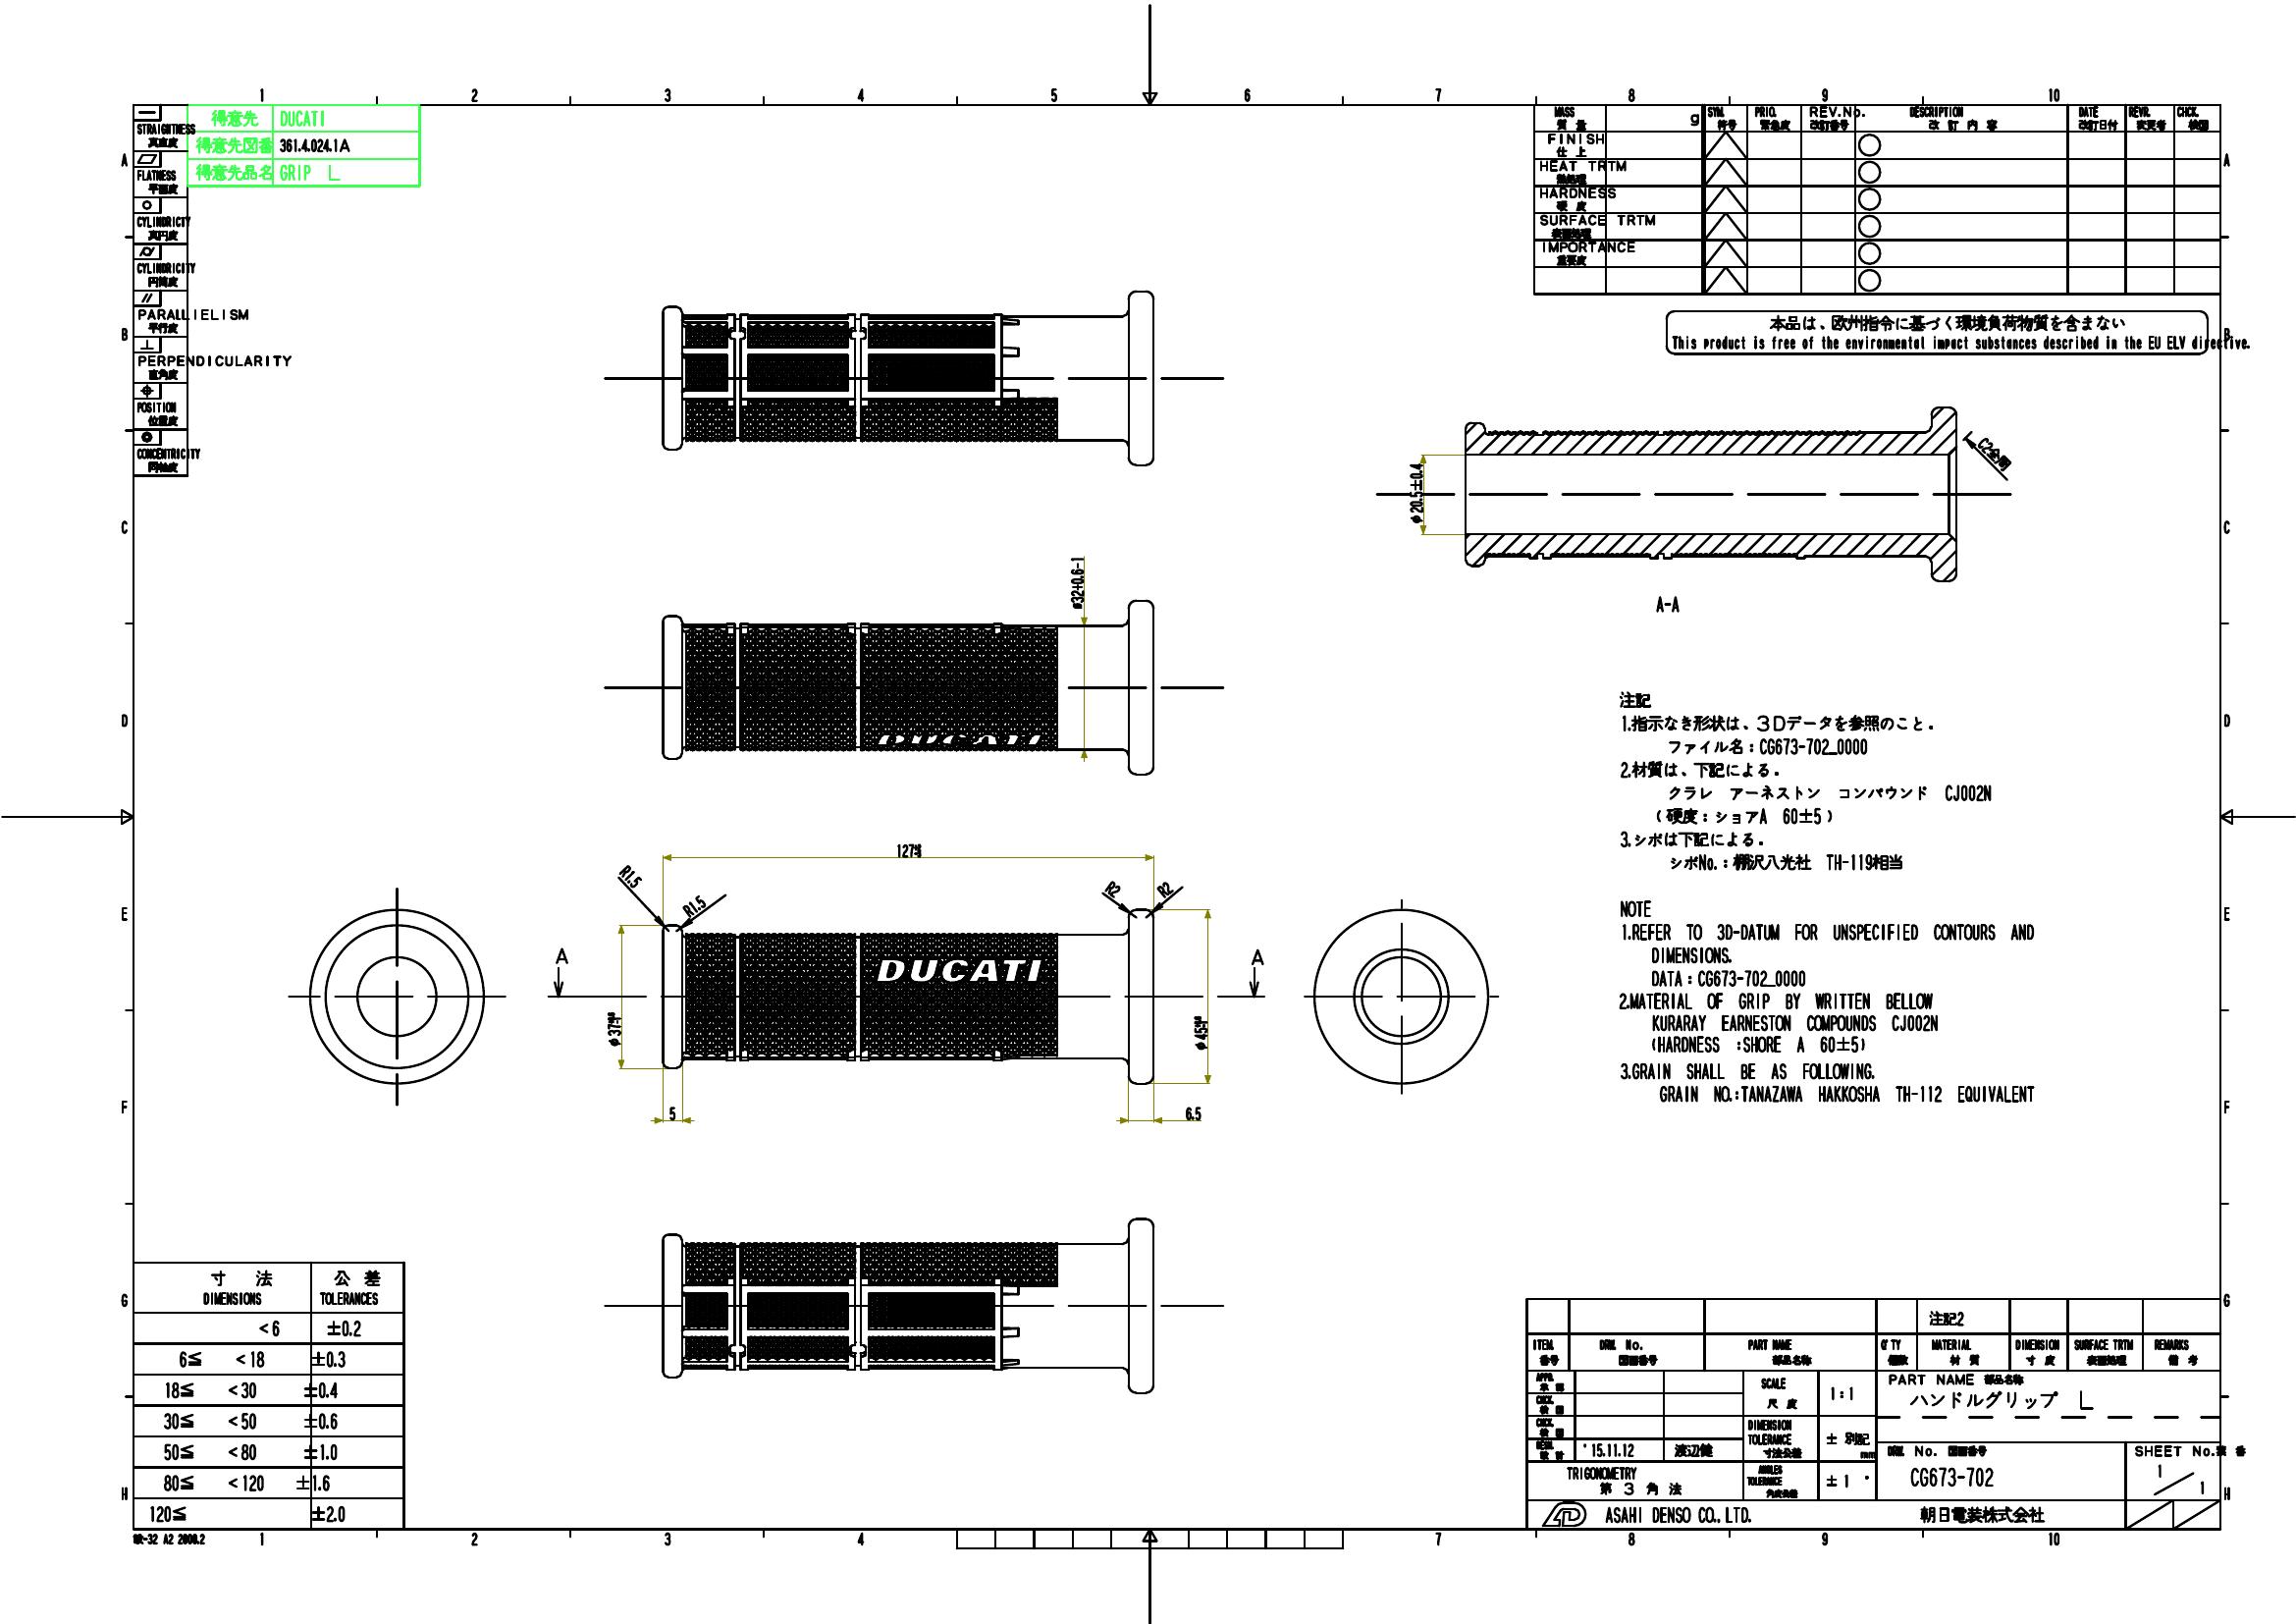 1 2 3 4 5 6 7 8 9 10
STRAIGHTNESS
真直度
FLATNESS
平面度
CYLINDRICTY
真円度
CYLINDRICITY
円筒度
PARALLIELISM
平行度
PERPENDICULARITY
直角度
POSITION
位置度
CONCENTRICITY
同軸度
得意先 DUCATI
得意先図番 361.4.024.1A
得意先品名 GRIP L
MASS
質 量
g
SYM. PRIO. REV.No. DESCRIPTION DATE REVR. CHCK.
符号 緊急度 改訂番号 改 訂 内 容 改訂日付 変更者 検図
FINISH
仕 上
HEAT TRTM
熱処理
HARDNESS
硬 度
SURFACE TRTM
表面処理
IMPORTANCE
重要度
本品は、欧州指令に基づく環境負荷物質を含まない
This product is free of the environmental impact substances described in the EU ELV directive.
A B C D E F G H
A B C D E F G H
φ20.5±0.4
C2全周
A-A
ø32+0.6-1
DUCATI
R1.5 R1.5 R2 R2
A A
DUCATI
5 6.5
注記
1.指示なき形状は、3Dデータを参照のこと.
ファイル名:CG673-702_0000
2.材質は、下記による.
クラレ アーネストン コンパウンド CJ002N
(硬度:ショアA 60±5)
3.シボは下記による.
シボNo.:棚沢八光社 TH-119相当
NOTE
1.REFER TO 3D-DATUM FOR UNSPECIFIED CONTOURS AND
DIMENSIONS.
DATA:CG673-702_0000
2.MATERIAL OF GRIP BY WRITTEN BELLOW
KURARAY EARNESTON COMPOUNDS CJ002N
(HARDNESS :SHORE A 60±5)
3.GRAIN SHALL BE AS FOLLOWING.
GRAIN NO.:TANAZAWA HAKKOSHA TH-112 EQUIVALENT
寸 法 公 差
DIMENSIONS TOLERANCES
<6 ±0.2
6≦ <18 ±0.3
18≦ <30 ±0.4
30≦ <50 ±0.6
50≦ <80 ±1.0
80≦ <120 ±1.6
120≦ ±2.0
注記2
ITEM. DRW. No. PART NAME Q'TY MATERIAL DIMENSION SURFACE TRTM REMARKS
番号 図面番号 部品名称 個数 材 質 寸 度 表面処理 備 考
APPD.
承 認
CHCK.
検 図
CHCK.
検 図
DESN.
設 計
'15.11.12 渡辺健
SCALE
尺 度
1:1
DIMENSION
TOLERANCE
寸法公差
± 別記
mm
TRIGONOMETRY
第 3 角 法
ANGLES
TOLERANCE
角度公差
±1 °
PART NAME 部品名称
ハンドルグリップ L
DRW. No. 図面番号
CG673-702
SHEET No.葉 番
1/1
ASAHI DENSO CO., LTD. 朝日電装株式会社
A2 2008.2
1 2 3 4 7 8 9 10